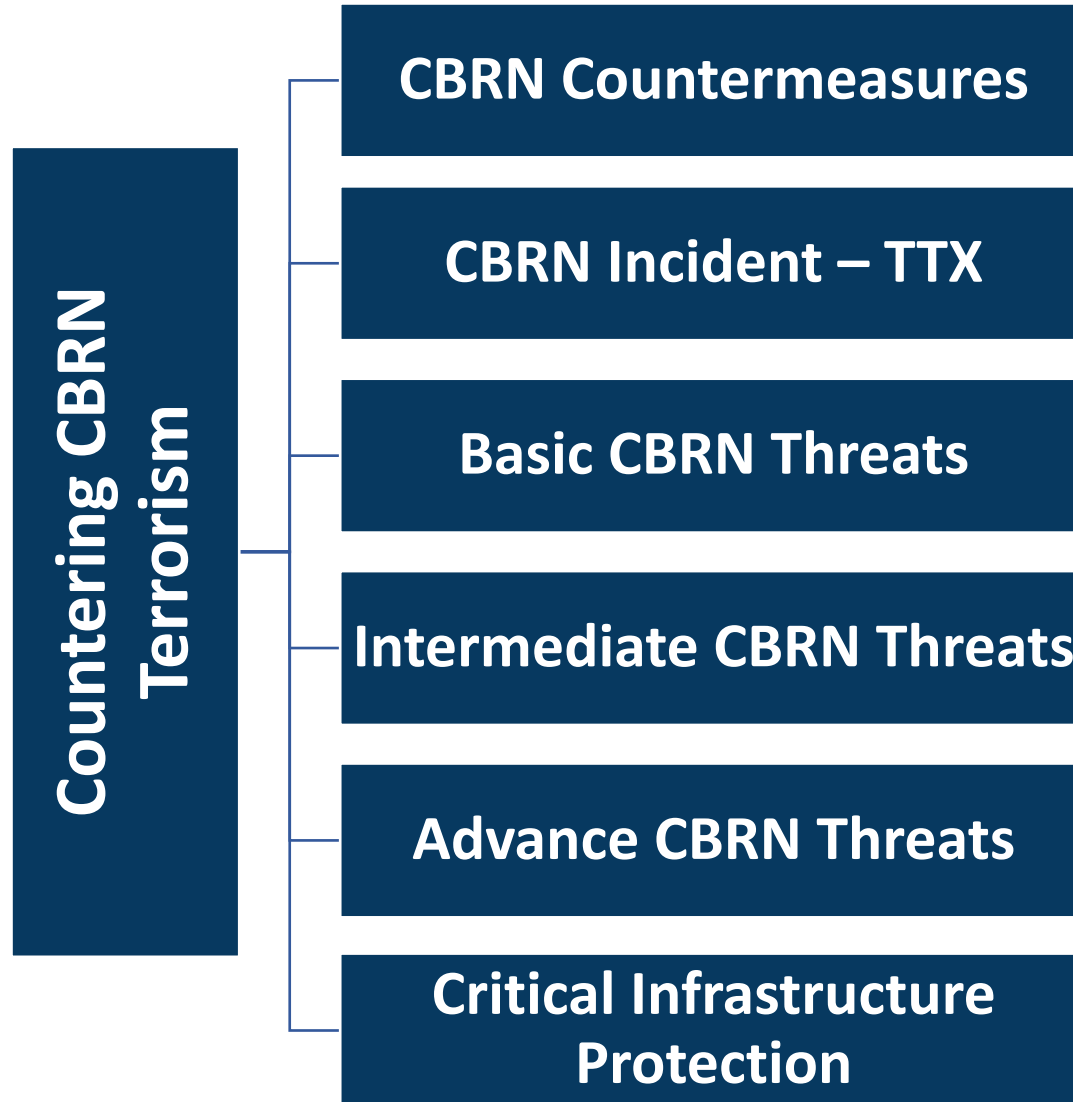 Countering CBRN
Terrorism
CBRN Countermeasures
CBRN Incident – TTX
Basic CBRN Threats
Intermediate CBRN Threats
Advance CBRN Threats
Critical Infrastructure
Protection